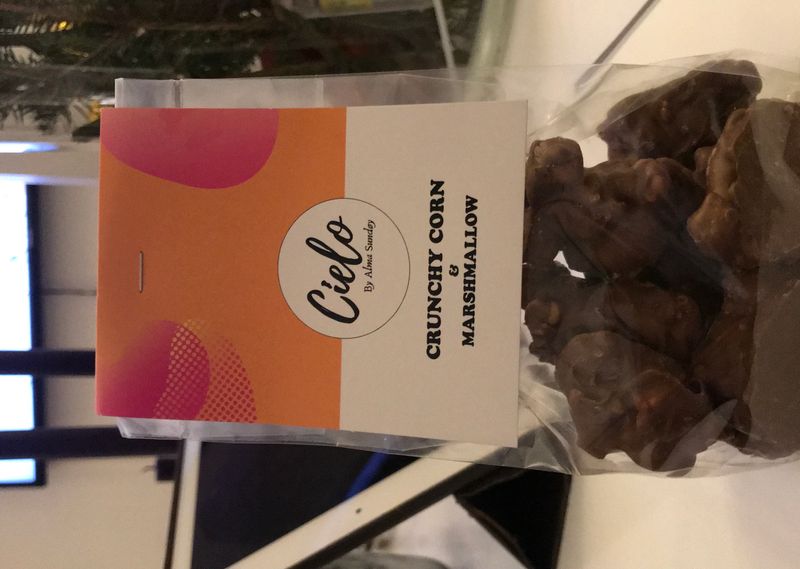 Cielo
By Alma Sunday
CRUNCHY CORN
&
MARSHMALLOW